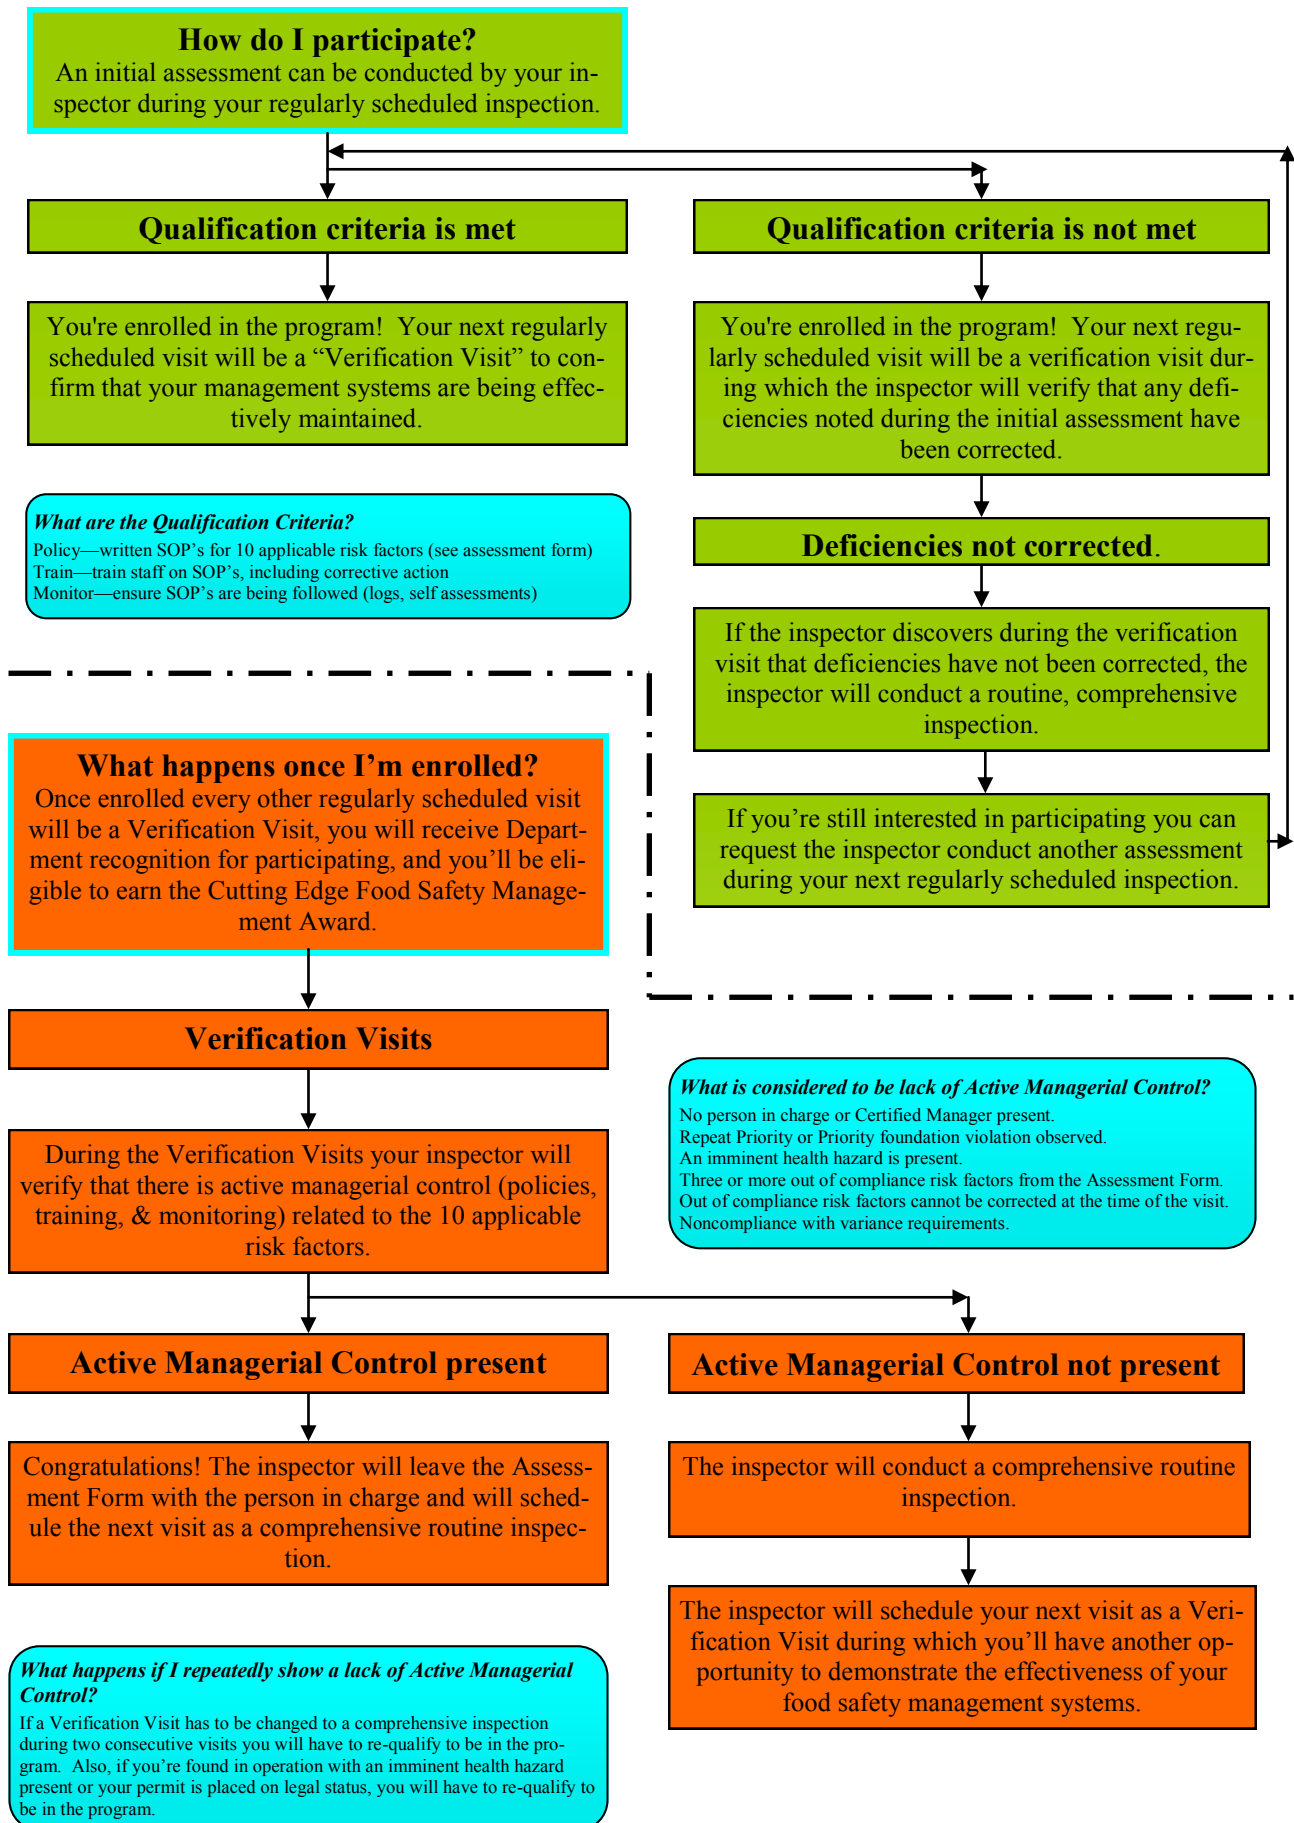 How do I participate?
An initial assessment can be conducted by your in-
spector during your regularly scheduled inspection.
Qualification criteria is met
Qualification criteria is not met
You're enrolled in the program!  Your next regularly
scheduled visit will be a “Verification Visit” to con-
firm that your management systems are being effec-
tively maintained.
You're enrolled in the program!  Your next regu-
larly scheduled visit will be a verification visit dur-
ing which the inspector will verify that any defi-
ciencies noted during the initial assessment have
been corrected.
What are the Qualification Criteria?
Policy—written SOP’s for 10 applicable risk factors (see assessment form)
Train—train staff on SOP’s, including corrective action
Monitor—ensure SOP’s are being followed (logs, self assessments)
Deficiencies not corrected.
If the inspector discovers during the verification
visit that deficiencies have not been corrected, the
inspector will conduct a routine, comprehensive
inspection.
If you’re still interested in participating you can
request the inspector conduct another assessment
during your next regularly scheduled inspection.
What happens once I’m enrolled?
Once enrolled every other regularly scheduled visit
will be a Verification Visit, you will receive Depart-
ment recognition for participating, and you’ll be eli-
gible to earn the Cutting Edge Food Safety Manage-
ment Award.
Verification Visits
During the Verification Visits your inspector will
verify that there is active managerial control (policies,
training, & monitoring) related to the 10 applicable
risk factors.
What is considered to be lack of Active Managerial Control?
No person in charge or Certified Manager present.
Repeat Priority or Priority foundation violation observed.
An imminent health hazard is present.
Three or more out of compliance risk factors from the Assessment Form.
Out of compliance risk factors cannot be corrected at the time of the visit.
Noncompliance with variance requirements.
Active Managerial Control present
Active Managerial Control not present
Congratulations! The inspector will leave the Assess-
ment Form with the person in charge and will sched-
ule the next visit as a comprehensive routine inspec-
tion.
The inspector will conduct a comprehensive routine
inspection.
The inspector will schedule your next visit as a Veri-
fication Visit during which you’ll have another op-
portunity to demonstrate the effectiveness of your
food safety management systems.
What happens if I repeatedly show a lack of Active Managerial
Control?
If a Verification Visit has to be changed to a comprehensive inspection
during two consecutive visits you will have to re-qualify to be in the pro-
gram.  Also, if you’re found in operation with an imminent health hazard
present or your permit is placed on legal status, you will have to re-qualify to
be in the program.